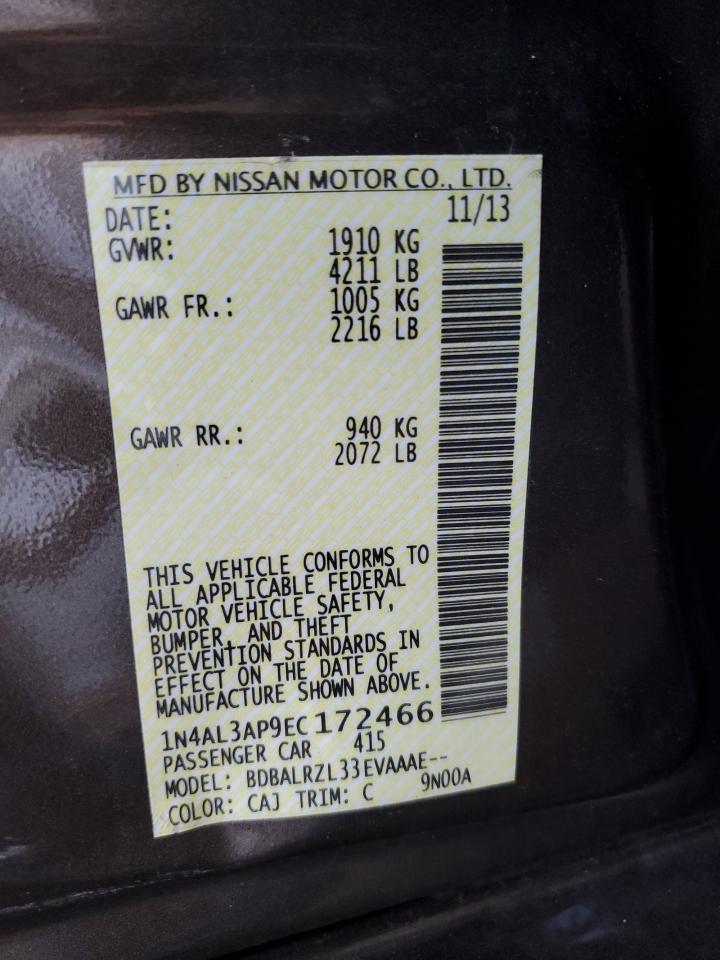 MFD BY NISSAN MOTOR CO., LTD.
DATE: 11/13
GVWR: 1910 KG
4211 LB
GAWR FR.: 1005 KG
2216 LB
GAWR RR.: 940 KG
2072 LB
THIS VEHICLE CONFORMS TO
ALL APPLICABLE FEDERAL
MOTOR VEHICLE SAFETY,
BUMPER, AND THEFT
PREVENTION STANDARDS IN
EFFECT ON THE DATE OF
MANUFACTURE SHOWN ABOVE.
1N4AL3AP9EC172466
PASSENGER CAR 415
MODEL: BDBALRZL33EVAAAE--
COLOR: CAJ TRIM: C 9N00A